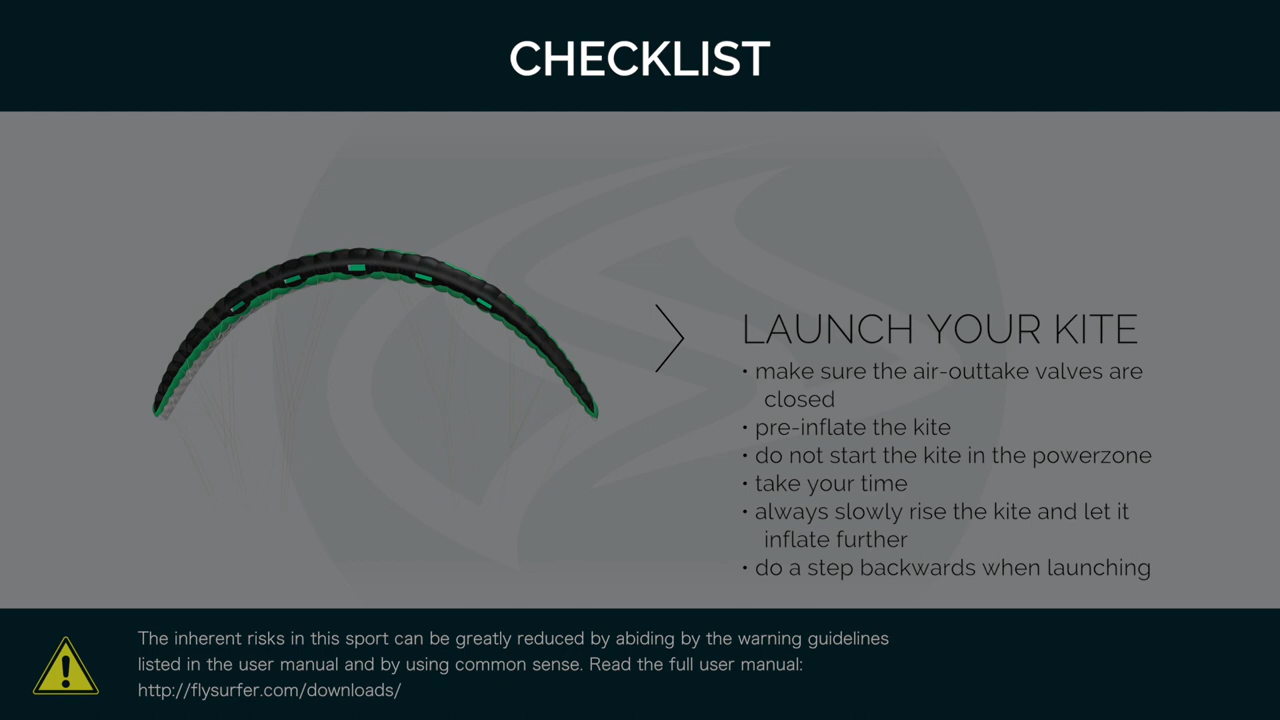 CHECKLIST
LAUNCH YOUR KITE
• make sure the air-outtake valves are
closed
• pre-inflate the kite
• do not start the kite in the powerzone
• take your time
• always slowly rise the kite and let it
inflate further
• do a step backwards when launching
The inherent risks in this sport can be greatly reduced by abiding by the warning guidelines
listed in the user manual and by using common sense. Read the full user manual:
http://flysurfer.com/downloads/